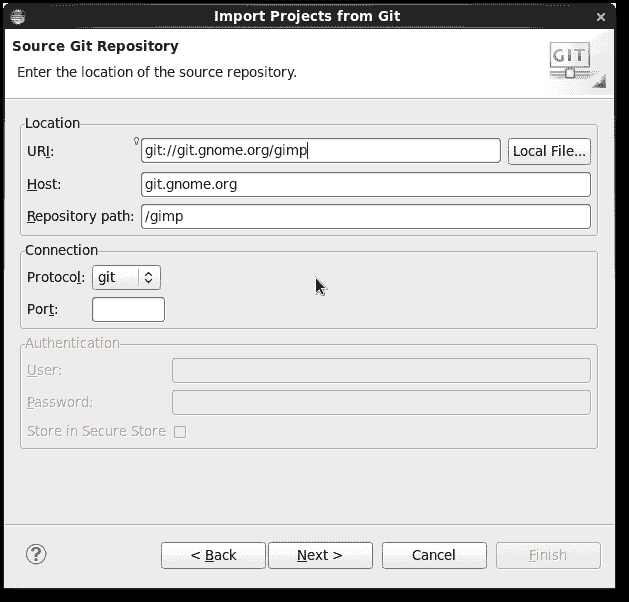 Import Projects from Git
Source Git Repository
Enter the location of the source repository.
GIT
Location
URI:
git://git.gnome.org/gimp
Local File...
Host:
git.gnome.org
Repository path:
/gimp
Connection
Protocol:
git
Port:
Authentication
User:
Password:
Store in Secure Store
?
< Back
Next >
Cancel
Finish